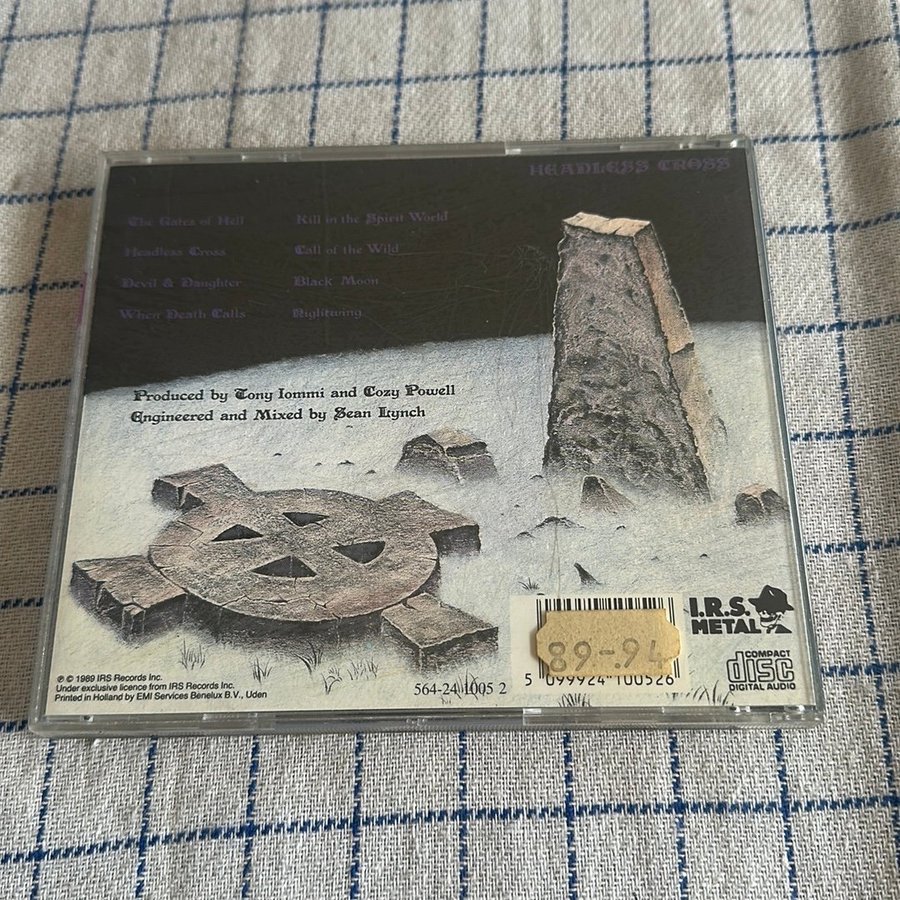 HEADLESS CROSS
The Gates of Hell
Headless Cross
Devil & Daughter
When Death Calls
Kill in the Spirit World
Call of the Wild
Black Moon
Nightwing
Produced by Tony Iommi and Cozy Powell
Engineered and Mixed by Sean Lynch
I.R.S.
METAL
89-.94
5 099924 100526
564-24 1005 2
COMPACT
disc
DIGITAL AUDIO
℗ © 1989 IRS Records Inc.
Under exclusive licence from IRS Records Inc.
Printed in Holland by EMI Services Benelux B.V., Uden